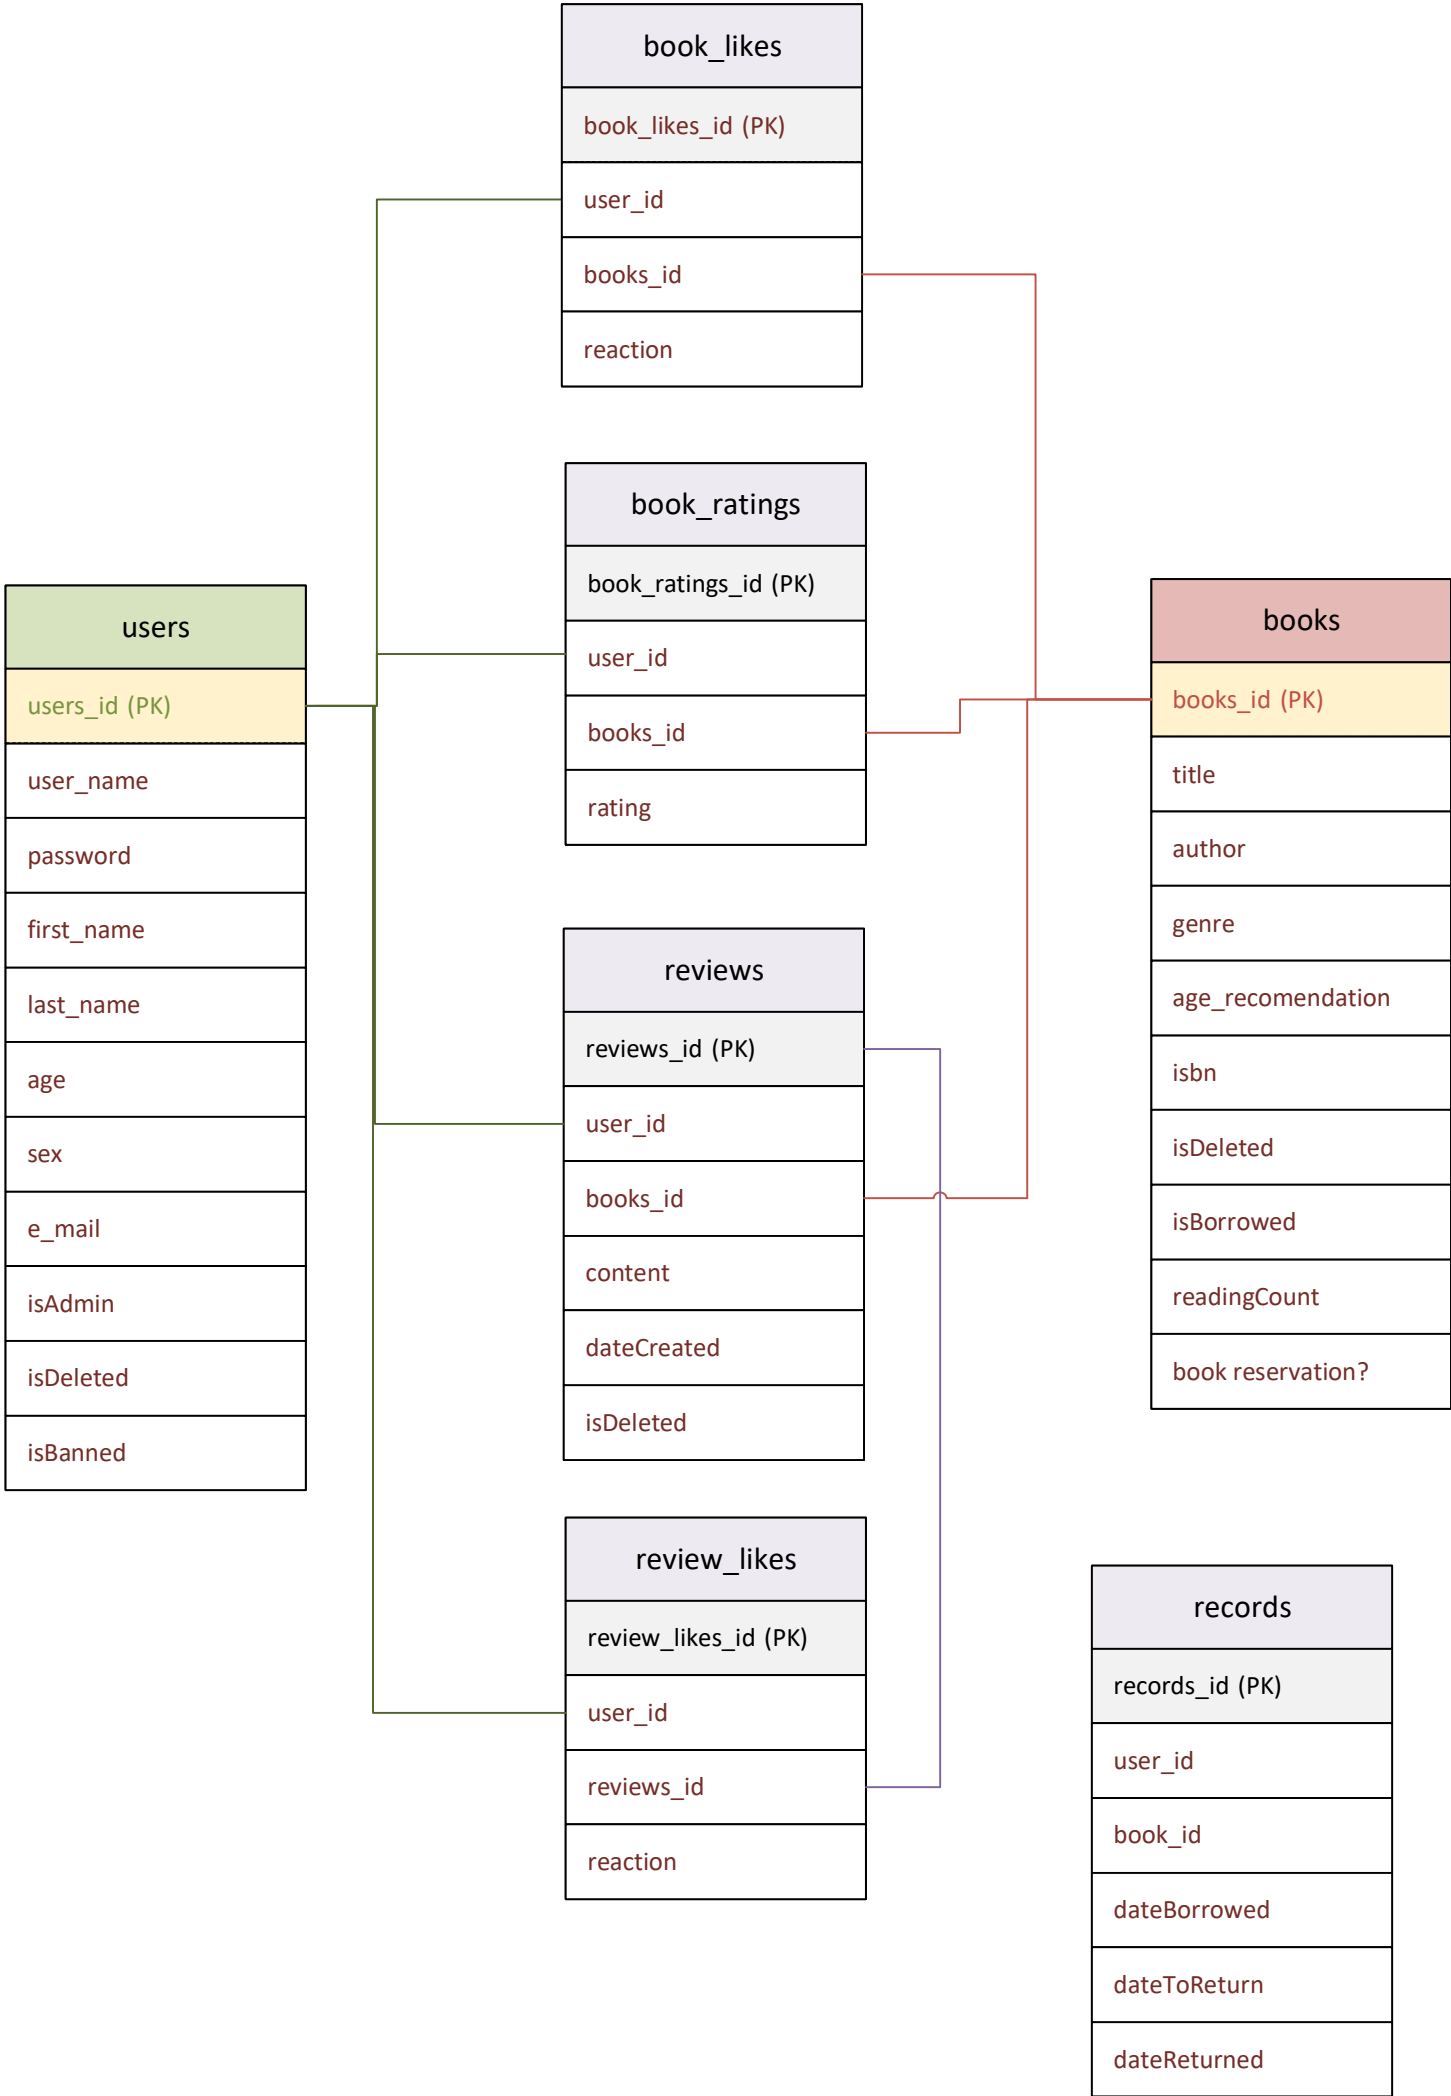 book_likes
book_likes_id (PK)
user_id
books_id
reaction
book_ratings
book_ratings_id (PK)
user_id
books_id
rating
users
users_id (PK)
user_name
password
first_name
last_name
age
sex
e_mail
isAdmin
isDeleted
isBanned
books
books_id (PK)
title
author
genre
age_recomendation
isbn
isDeleted
isBorrowed
readingCount
book reservation?
reviews
reviews_id (PK)
user_id
books_id
content
dateCreated
isDeleted
review_likes
review_likes_id (PK)
user_id
reviews_id
reaction
records
records_id (PK)
user_id
book_id
dateBorrowed
dateToReturn
dateReturned